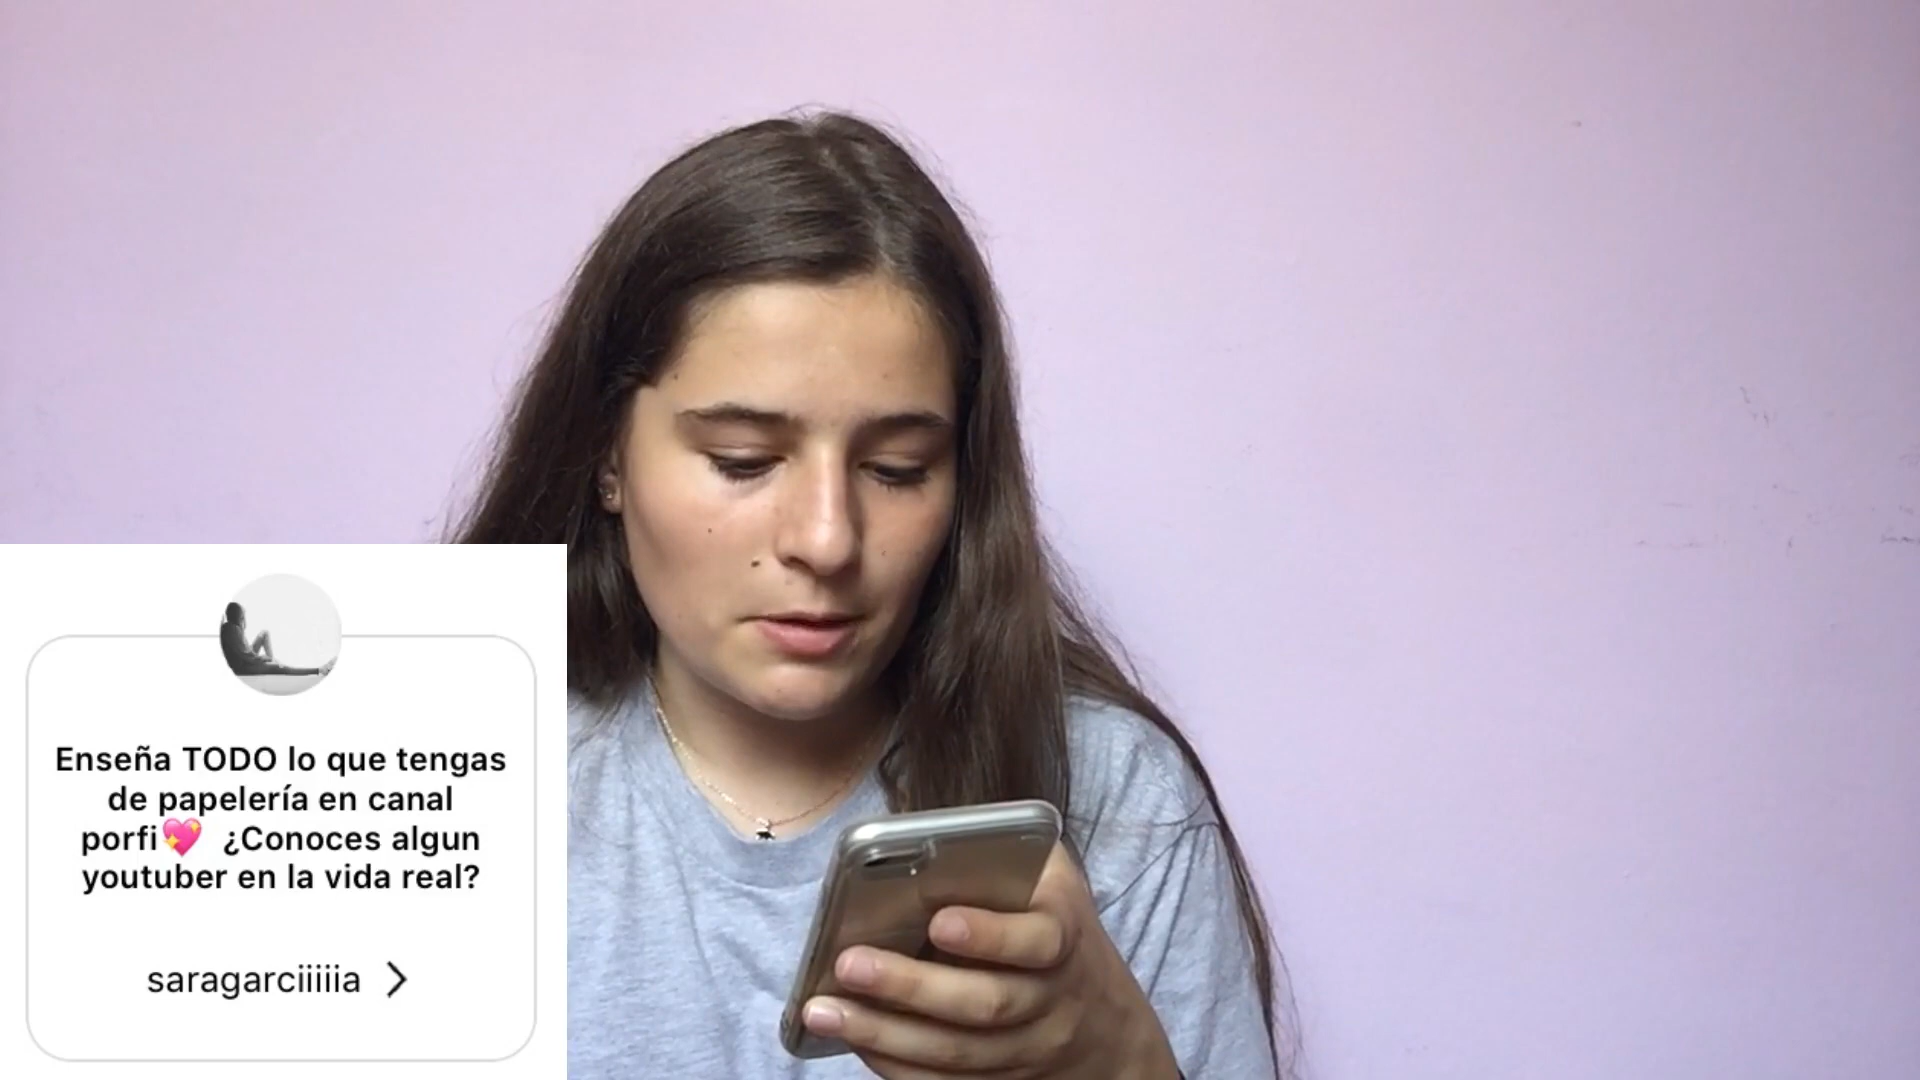 Enseña TODO lo que tengas
de papelería en canal
porfi💖 ¿Conoces algun
youtuber en la vida real?
saragarciiiiia